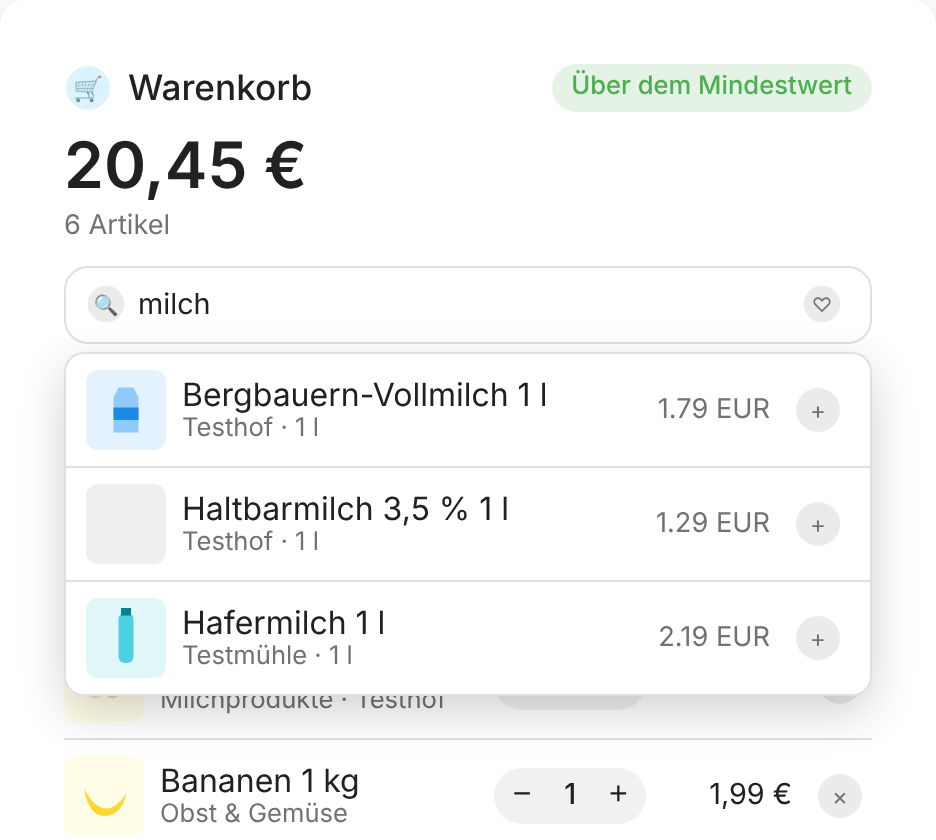 Warenkorb
Über dem Mindestwert
20,45 €
6 Artikel
milch
Bergbauern-Vollmilch 1 l
Testhof · 1 l
1.79 EUR
+
Haltbarmilch 3,5 % 1 l
Testhof · 1 l
1.29 EUR
+
Hafermilch 1 l
Testmühle · 1 l
2.19 EUR
+
Milchprodukte · Testhof
Bananen 1 kg
Obst & Gemüse
− 1 +
1,99 €
×